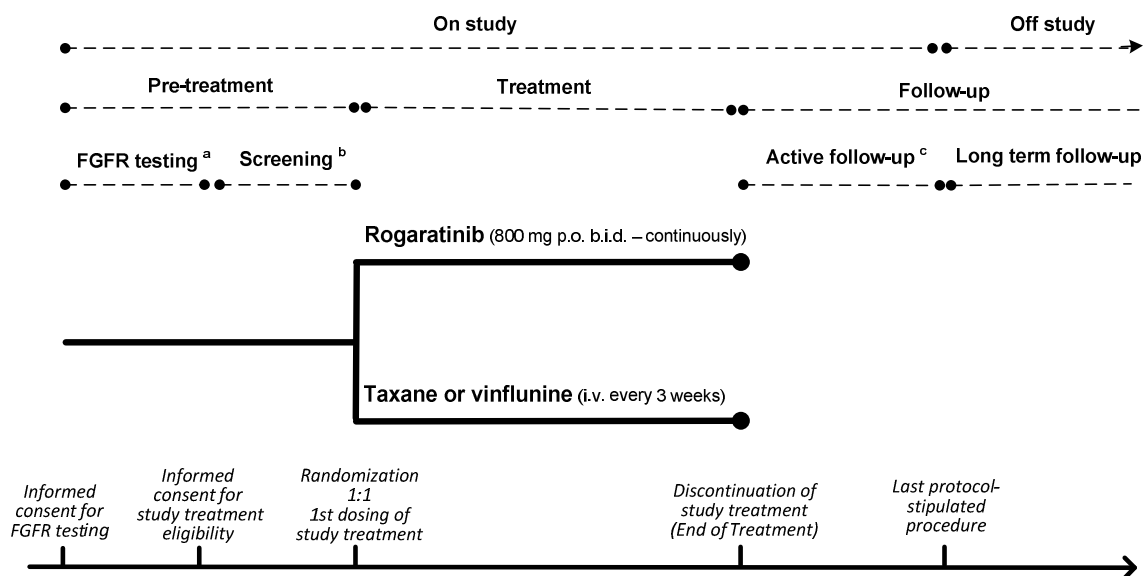 On study
Off study
Pre-treatment
Treatment
Follow-up
FGFR testing a
Screening b
Active follow-up c
Long term follow-up
Rogaratinib (800 mg p.o. b.i.d. – continuously)
Taxane or vinflunine (i.v. every 3 weeks)
Informed
consent for
FGFR testing
Informed
consent for
study treatment
eligibility
Randomization
1:1
1st dosing of
study treatment
Discontinuation of
study treatment
(End of Treatment)
Last protocol-
stipulated
procedure